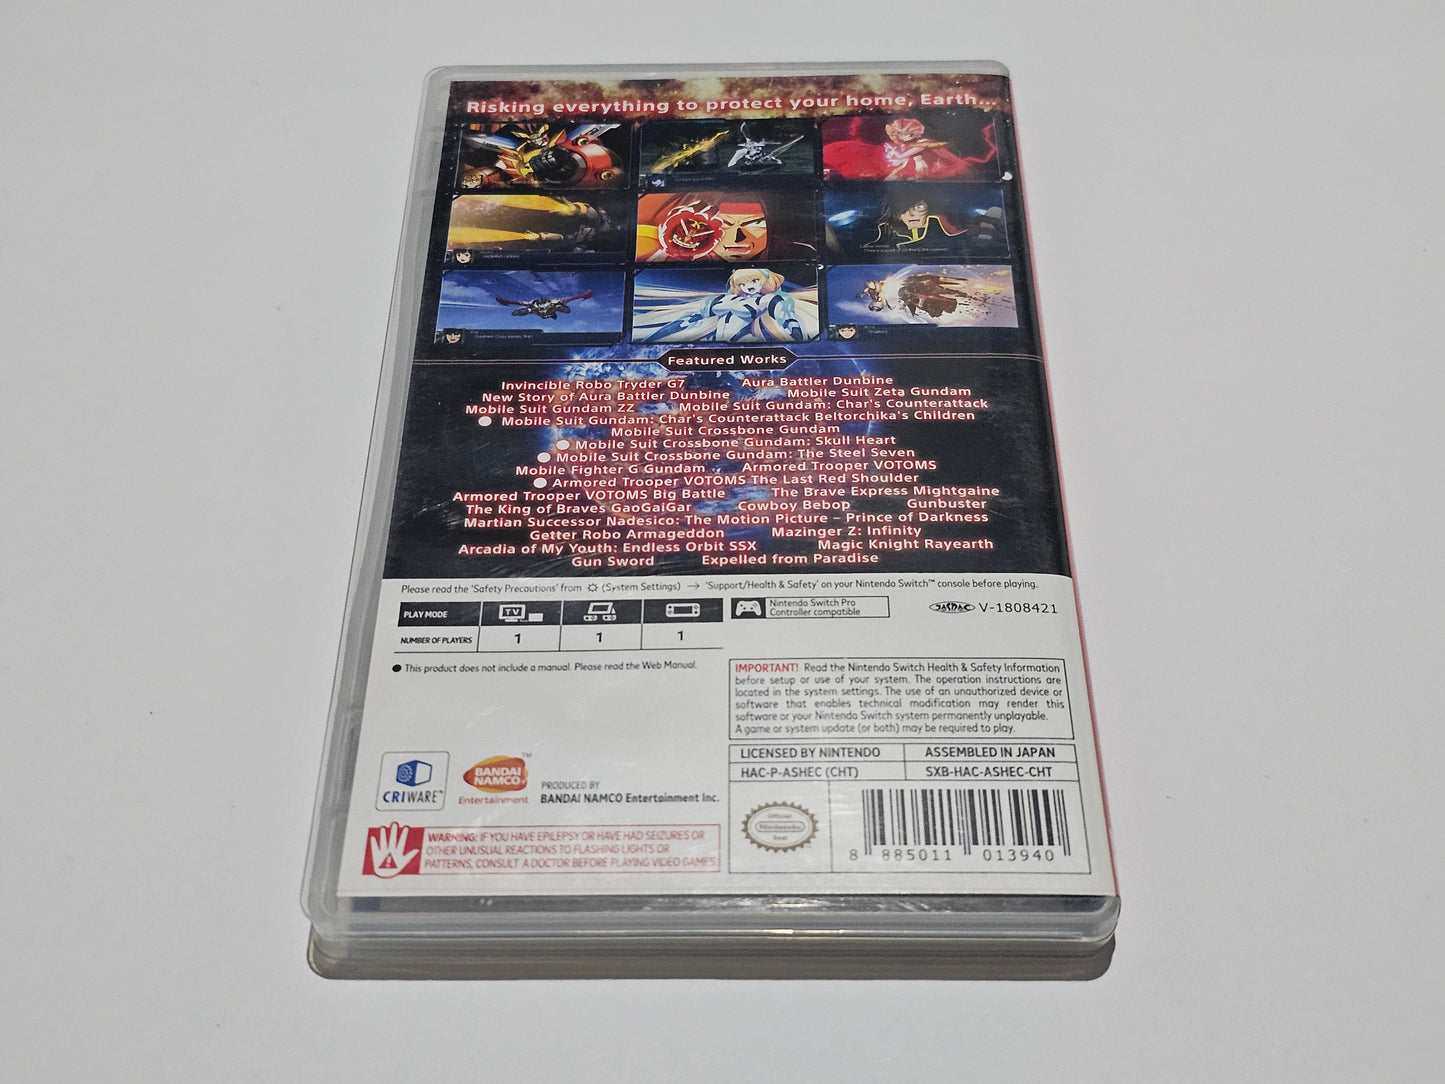 Risking everything to protect your home, Earth...
Featured Works
Invincible Robo Tryder G7 Aura Battler Dunbine
New Story of Aura Battler Dunbine Mobile Suit Zeta Gundam
Mobile Suit Gundam ZZ Mobile Suit Gundam: Char's Counterattack
Mobile Suit Gundam: Char's Counterattack Beltorchika's Children
Mobile Suit Crossbone Gundam
Mobile Suit Crossbone Gundam: Skull Heart
Mobile Suit Crossbone Gundam: The Steel Seven
Mobile Fighter G Gundam Armored Trooper VOTOMS
Armored Trooper VOTOMS The Last Red Shoulder
Armored Trooper VOTOMS Big Battle The Brave Express Mightgaine
The King of Braves GaoGaiGar Cowboy Bebop Gunbuster
Martian Successor Nadesico: The Motion Picture – Prince of Darkness
Getter Robo Armageddon Mazinger Z: Infinity
Arcadia of My Youth: Endless Orbit SSX Magic Knight Rayearth
Gun Sword Expelled from Paradise
Please read the 'Safety Precautions' from (System Settings) → 'Support/Health & Safety' on your Nintendo Switch™ console before playing.
PLAY MODE TV
NUMBER OF PLAYERS 1 1 1
Nintendo Switch Pro
Controller compatible
JASRAC V-1808421
● This product does not include a manual. Please read the Web Manual.
IMPORTANT! Read the Nintendo Switch Health & Safety Information
before setup or use of your system. The operation instructions are
located in the system settings. The use of an unauthorized device or
software that enables technical modification may render this
software or your Nintendo Switch system permanently unplayable.
A game or system update (or both) may be required to play.
LICENSED BY NINTENDO ASSEMBLED IN JAPAN
HAC-P-ASHEC (CHT) SXB-HAC-ASHEC-CHT
CRIWARE™
BANDAI
NAMCO
™
Entertainment
PRODUCED BY
BANDAI NAMCO Entertainment Inc.
WARNING: IF YOU HAVE EPILEPSY OR HAVE HAD SEIZURES OR
OTHER UNUSUAL REACTIONS TO FLASHING LIGHTS OR
PATTERNS, CONSULT A DOCTOR BEFORE PLAYING VIDEO GAMES.
Official
Nintendo
Seal
8 885011 013940